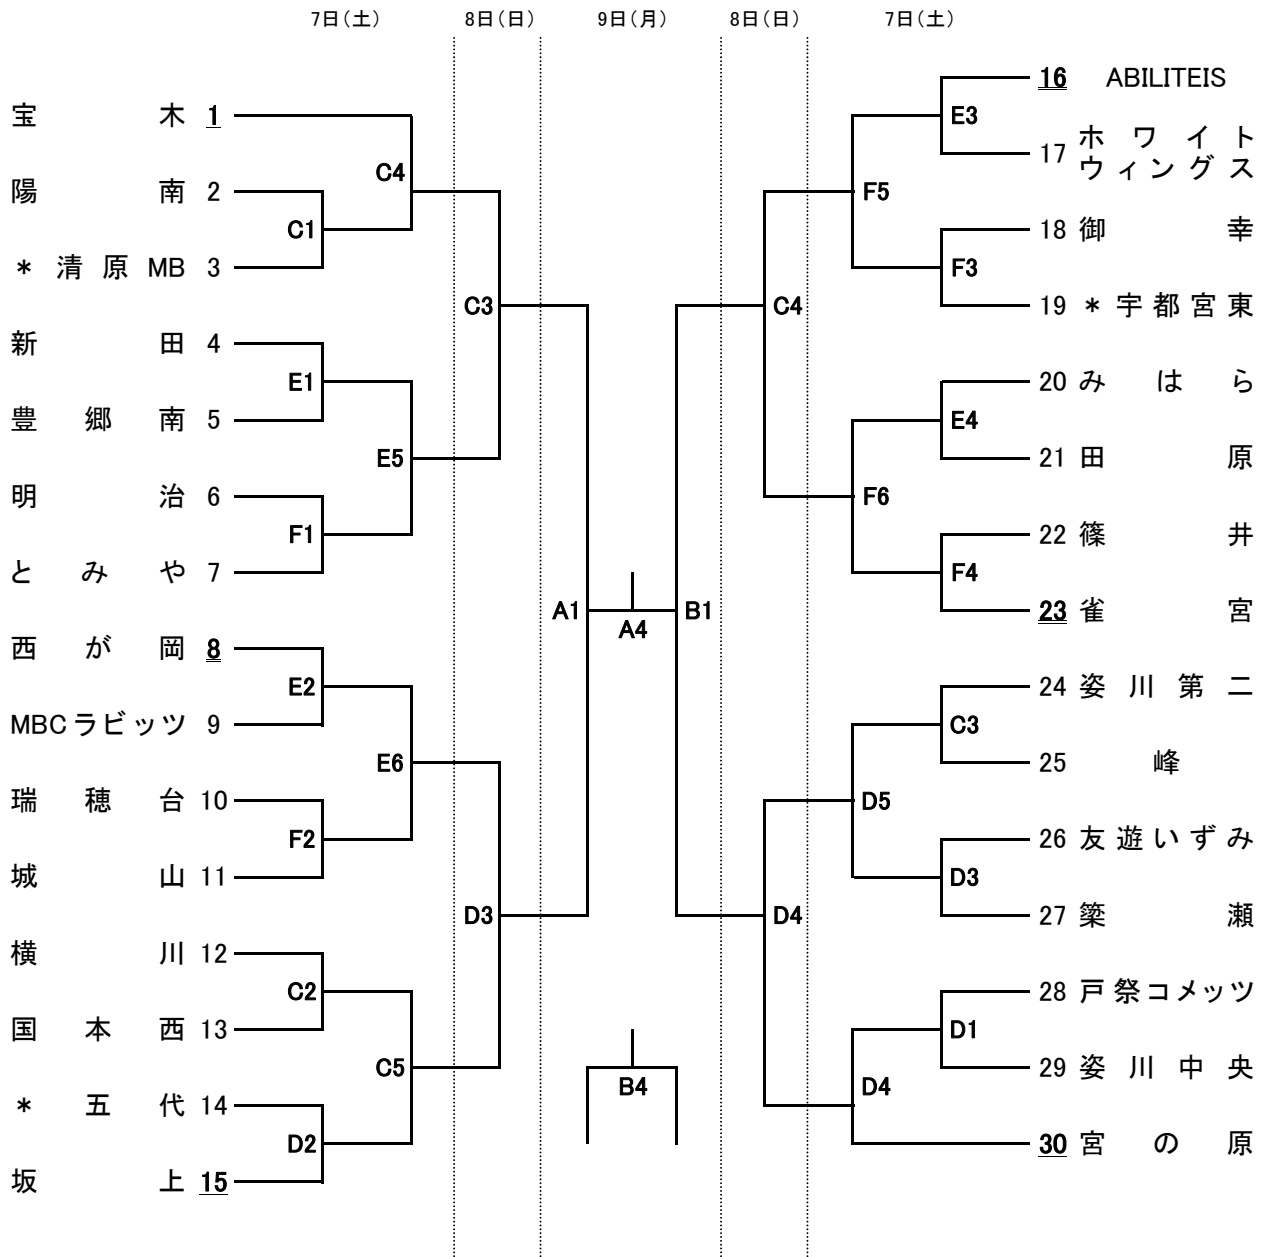 7日(土) 8日(日) 9日(月) 8日(日) 7日(土)
宝木 1
陽南 2
* 清原MB 3
新田 4
豊郷南 5
明治 6
とみや 7
西が岡 8
MBCラビッツ 9
瑞穂台 10
城山 11
横川 12
国本西 13
* 五代 14
坂上 15
C1
E1
F1
E2
F2
C2
D2
C4
E5
E6
C5
C3
D3
A1
A4
B4
B1
C4
D4
F5
F6
D5
D4
E3
F3
E4
F4
C3
D3
D1
16 ABILITEIS
17 ホワイト
ウィングス
18 御幸
19 * 宇都宮東
20 みはら
21 田原
22 篠井
23 雀宮
24 姿川第二
25 峰
26 友遊いずみ
27 簗瀬
28 戸祭コメッツ
29 姿川中央
30 宮の原